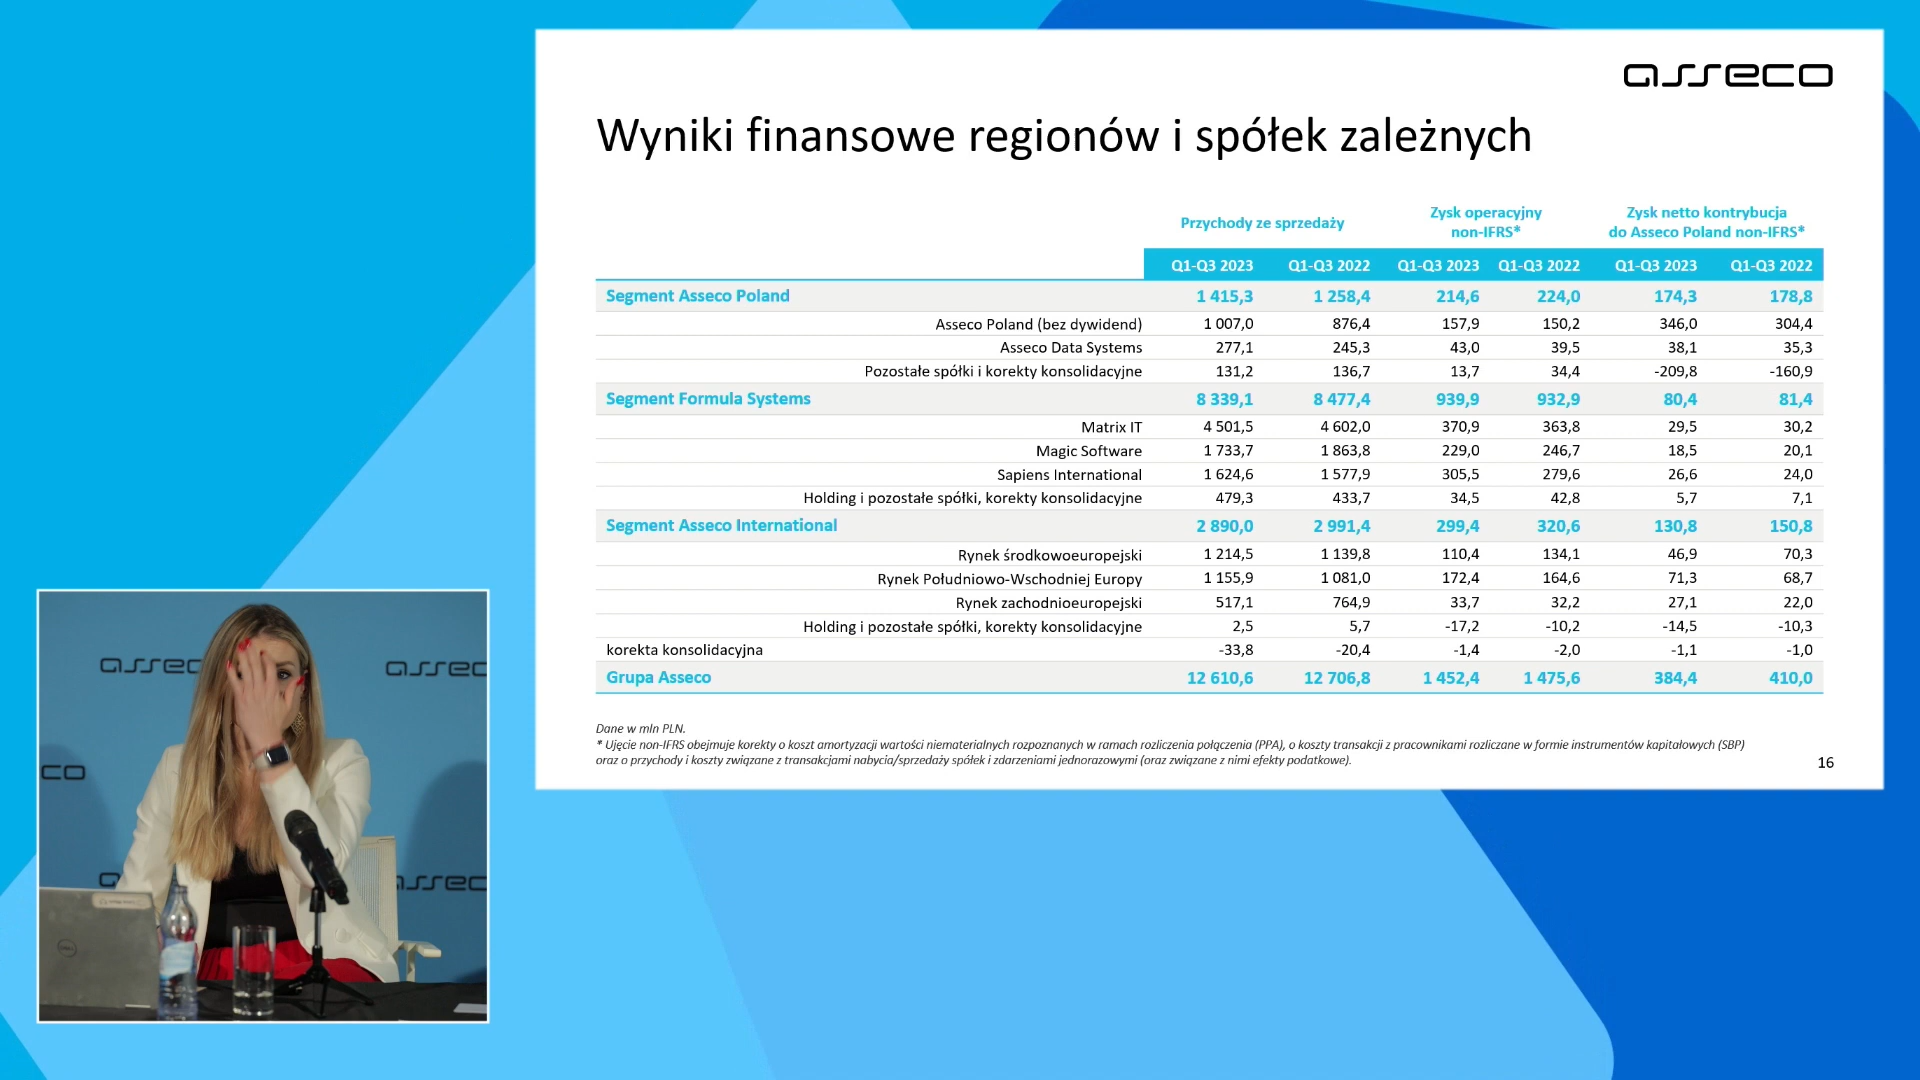 asseco
Wyniki finansowe regionów i spółek zależnych
Przychody ze sprzedaży
Zysk operacyjny
non-IFRS*
Zysk netto kontrybucja
do Asseco Poland non-IFRS*
Q1-Q3 2023 Q1-Q3 2022 Q1-Q3 2023 Q1-Q3 2022 Q1-Q3 2023 Q1-Q3 2022
Segment Asseco Poland 1 415,3 1 258,4 214,6 224,0 174,3 178,8
Asseco Poland (bez dywidend) 1 007,0 876,4 157,9 150,2 346,0 304,4
Asseco Data Systems 277,1 245,3 43,0 39,5 38,1 35,3
Pozostałe spółki i korekty konsolidacyjne 131,2 136,7 13,7 34,4 -209,8 -160,9
Segment Formula Systems 8 339,1 8 477,4 939,9 932,9 80,4 81,4
Matrix IT 4 501,5 4 602,0 370,9 363,8 29,5 30,2
Magic Software 1 733,7 1 863,8 229,0 246,7 18,5 20,1
Sapiens International 1 624,6 1 577,9 305,5 279,6 26,6 24,0
Holding i pozostałe spółki, korekty konsolidacyjne 479,3 433,7 34,5 42,8 5,7 7,1
Segment Asseco International 2 890,0 2 991,4 299,4 320,6 130,8 150,8
Rynek środkowoeuropejski 1 214,5 1 139,8 110,4 134,1 46,9 70,3
Rynek Południowo-Wschodniej Europy 1 155,9 1 081,0 172,4 164,6 71,3 68,7
Rynek zachodnioeuropejski 517,1 764,9 33,7 32,2 27,1 22,0
Holding i pozostałe spółki, korekty konsolidacyjne 2,5 5,7 -17,2 -10,2 -14,5 -10,3
korekta konsolidacyjna -33,8 -20,4 -1,4 -2,0 -1,1 -1,0
Grupa Asseco 12 610,6 12 706,8 1 452,4 1 475,6 384,4 410,0
Dane w mln PLN.
* Ujęcie non-IFRS obejmuje korekty o koszt amortyzacji wartości niematerialnych rozpoznanych w ramach rozliczenia połączenia (PPA), o koszty transakcji z pracownikami rozliczane w formie instrumentów kapitałowych (SBP)
oraz o przychody i koszty związane z transakcjami nabycia/sprzedaży spółek i zdarzeniami jednorazowymi (oraz związane z nimi efekty podatkowe).
16